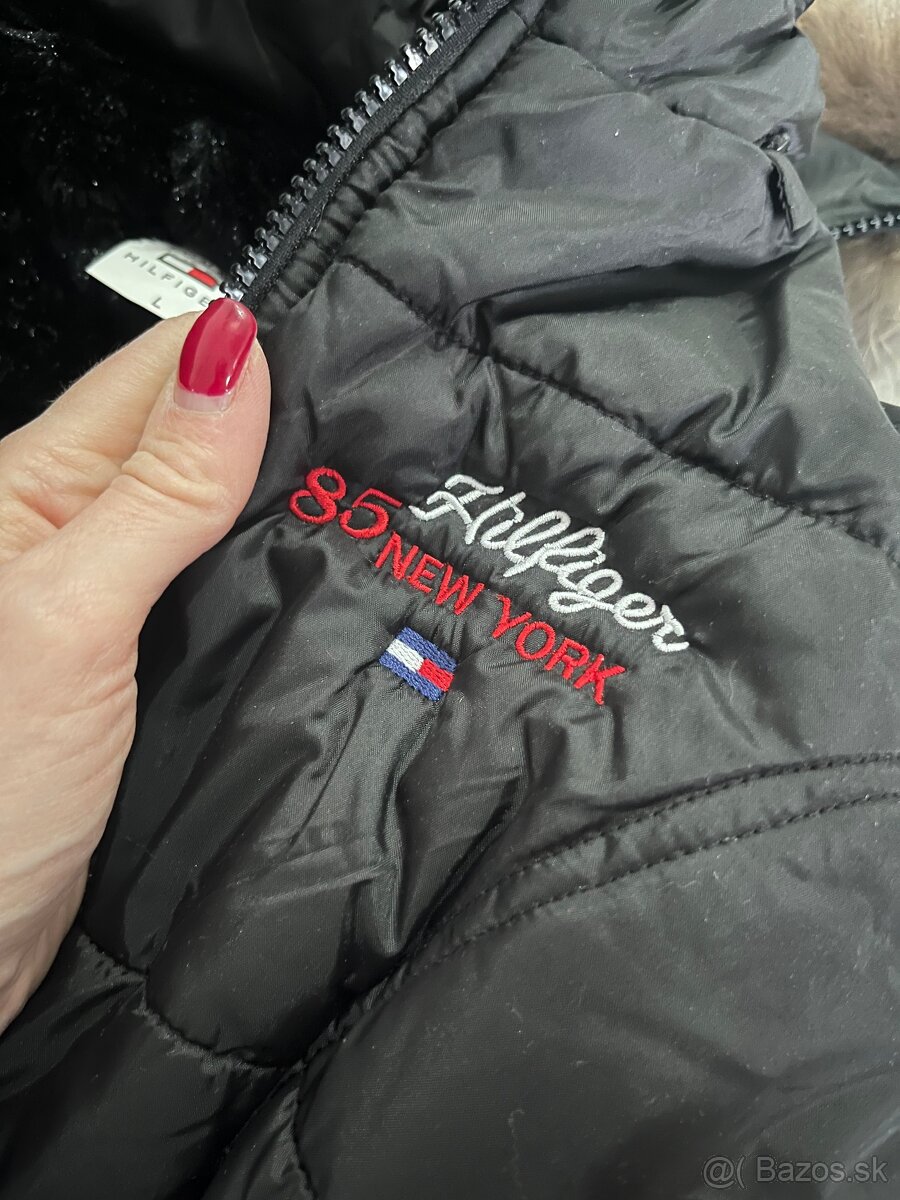 HILFIGER
L
85 Hilfiger
NEW YORK
@( Bazos.sk